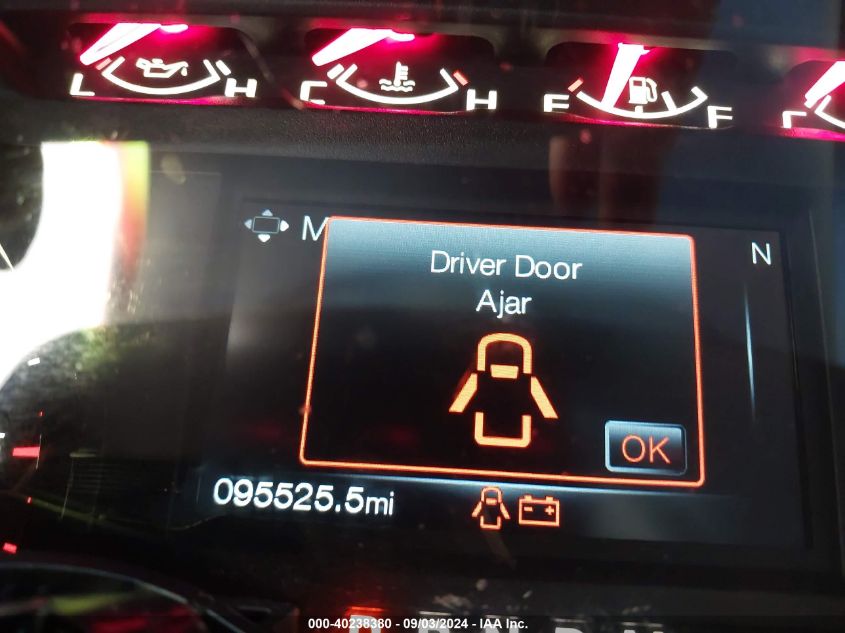 L H C H E F C
M N
Driver Door
Ajar
OK
095525.5mi
000-40238380 - 09/03/2024 - IAA Inc.